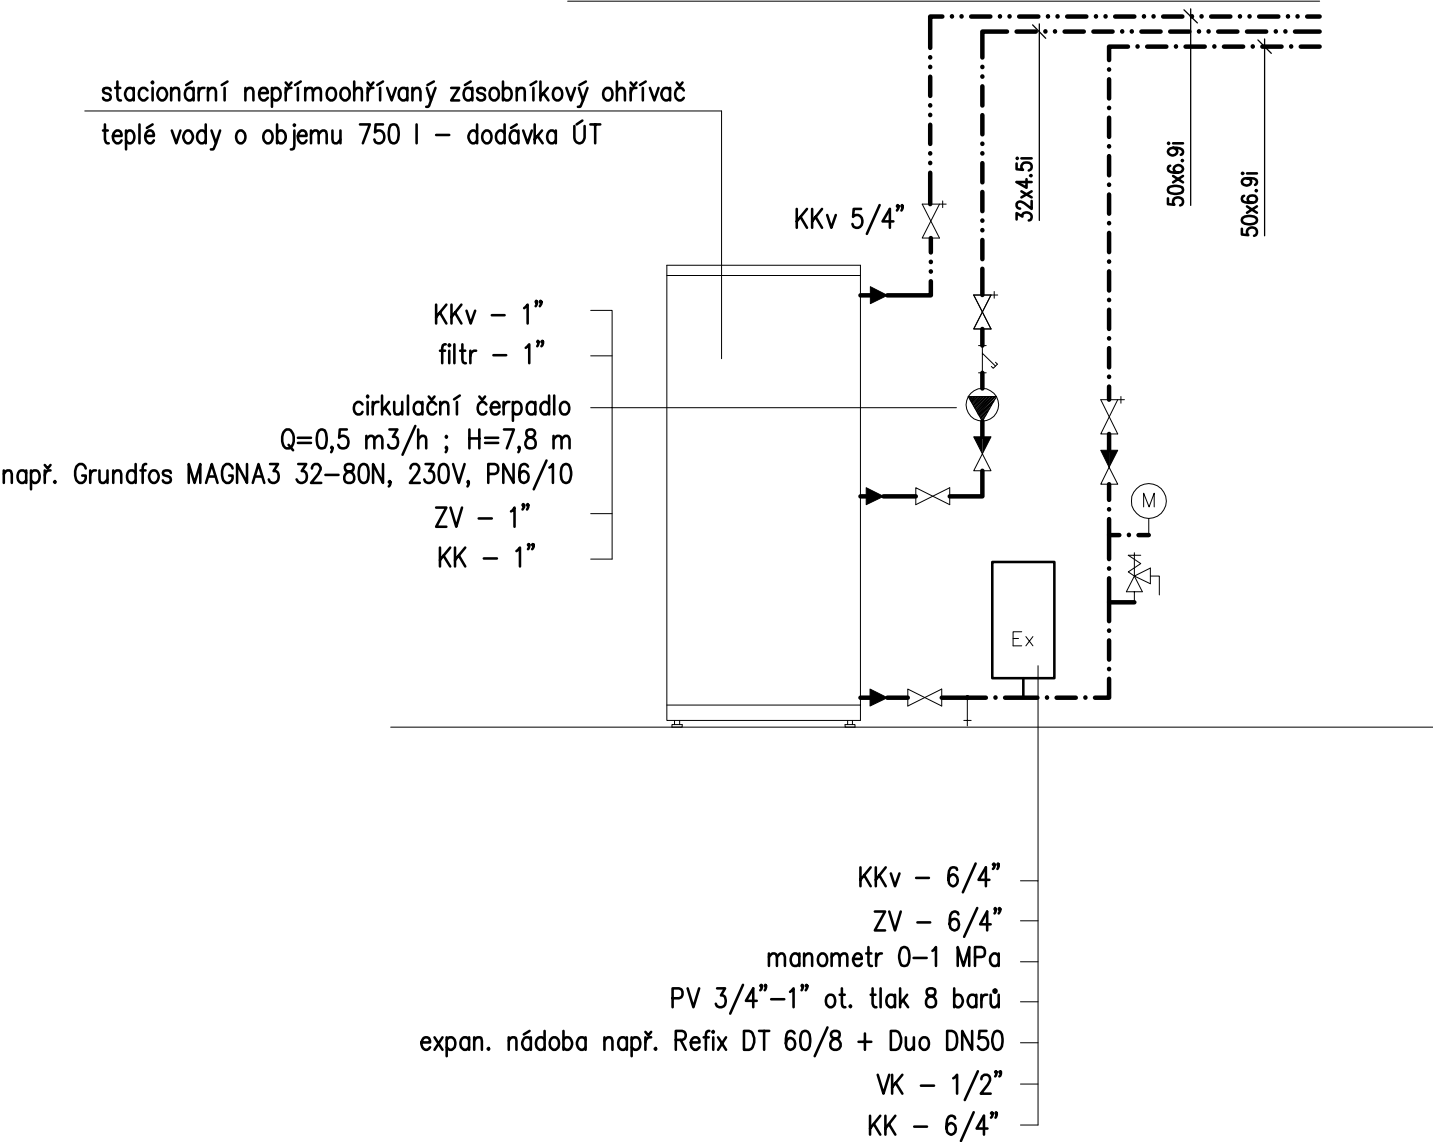 stacionární nepřímoohřívaný zásobníkový ohřívač
teplé vody o objemu 750 l – dodávka ÚT
32x4.5i
50x6.9i
50x6.9i
KKv 5/4"
KKv – 1"
filtr – 1"
cirkulační čerpadlo
Q=0,5 m3/h ; H=7,8 m
např. Grundfos MAGNA3 32–80N, 230V, PN6/10
ZV – 1"
KK – 1"
M
Ex
KKv – 6/4"
ZV – 6/4"
manometr 0–1 MPa
PV 3/4"–1" ot. tlak 8 barů
expan. nádoba např. Refix DT 60/8 + Duo DN50
VK – 1/2"
KK – 6/4"